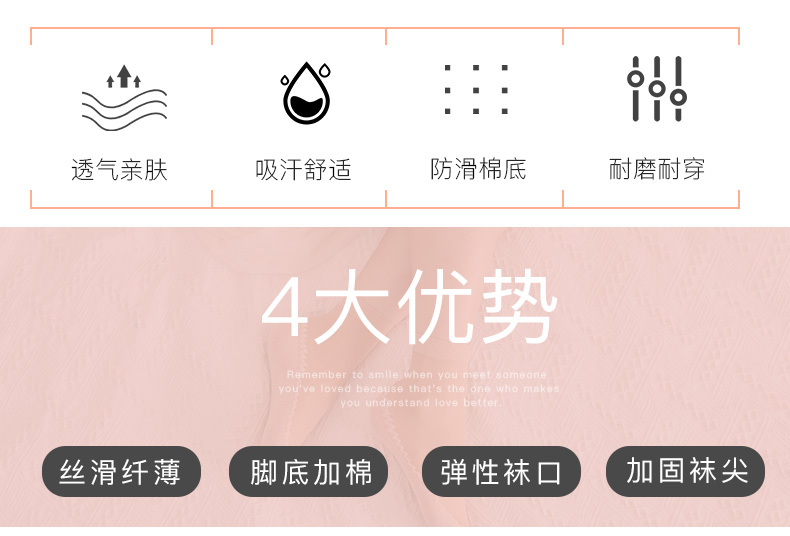 透气亲肤 吸汗舒适 防滑棉底 耐磨耐穿
4大优势
Remember to smile when you meet someone
you've loved because that's the one who makes
you understand love better.
丝滑纤薄 脚底加棉 弹性袜口 加固袜尖